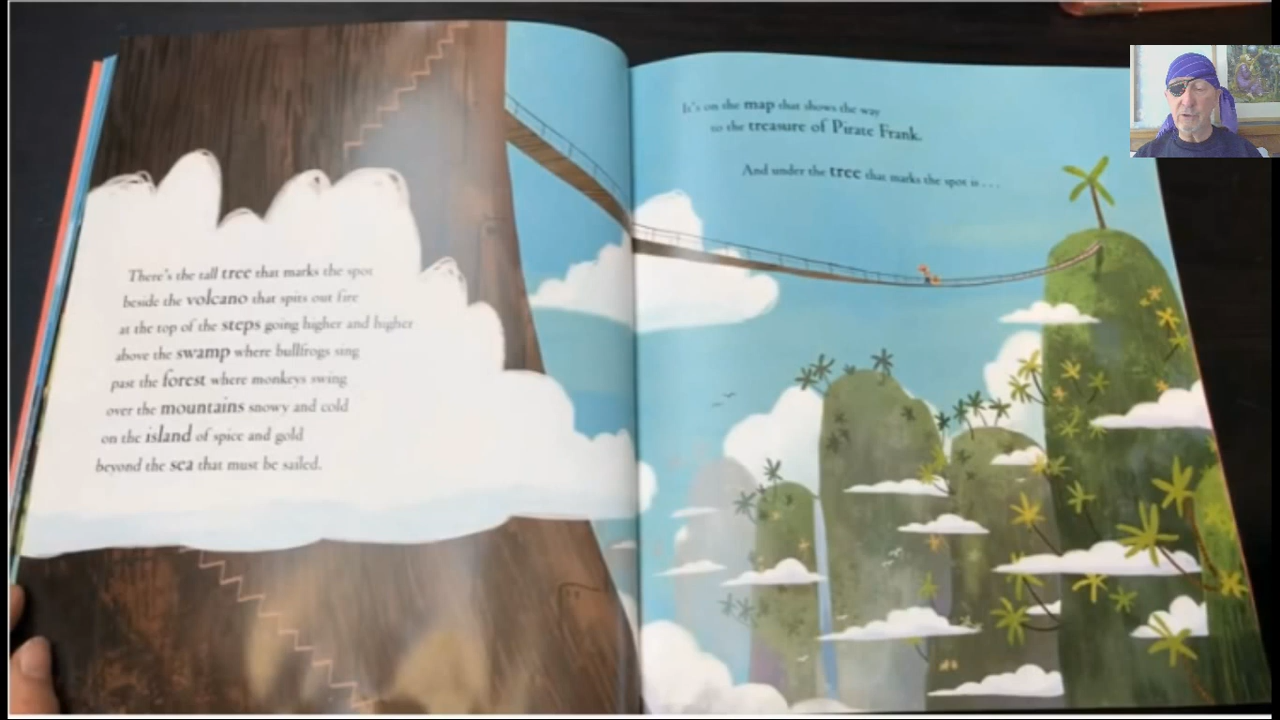 There's the tall tree that marks the spot
beside the volcano that spits out fire
at the top of the steps going higher and higher
above the swamp where bullfrogs sing
past the forest where monkeys swing
over the mountains snowy and cold
on the island of spice and gold
beyond the sea that must be sailed.
It's on the map that shows the way
to the treasure of Pirate Frank.
And under the tree that marks the spot is . . .